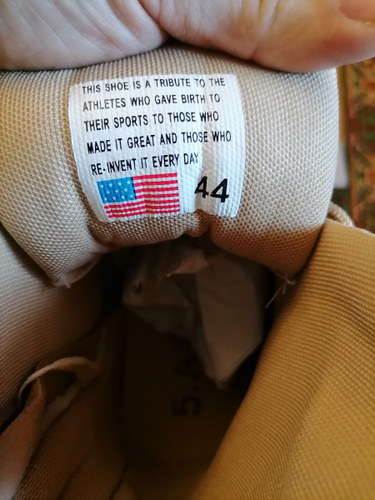 THIS SHOE IS A TRIBUTE TO THE
ATHLETES WHO GAVE BIRTH TO
THEIR SPORTS TO THOSE WHO
MADE IT GREAT AND THOSE WHO
RE-INVENT IT EVERY DAY
44